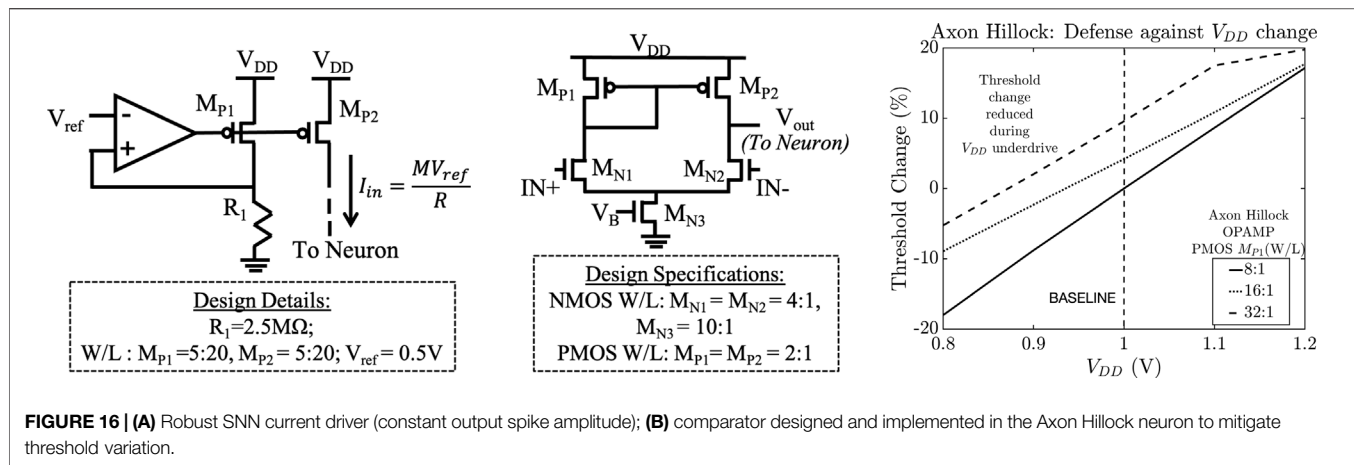 V_DD
V_DD
M_P1
M_P2
V_ref
-
+
I_in = MV_ref / R
R_1
To Neuron
Design Details:
R_1=2.5MΩ;
W/L : M_P1 =5:20, M_P2 = 5:20; V_ref = 0.5V
V_DD
M_P1
M_P2
V_out
(To Neuron)
M_N1
M_N2
IN+
IN-
V_B
M_N3
Design Specifications:
NMOS W/L: M_N1 = M_N2 = 4:1,
M_N3 = 10:1
PMOS W/L: M_P1= M_P2 = 2:1
Axon Hillock: Defense against V_DD change
Threshold Change (%)
20
10
0
-10
-20
Threshold
change
reduced
during
V_DD underdrive
BASELINE
Axon Hillock
OPAMP
PMOS M_P1(W/L)
8:1
16:1
32:1
0.8
0.9
1
1.1
1.2
V_DD (V)
FIGURE 16 | (A) Robust SNN current driver (constant output spike amplitude); (B) comparator designed and implemented in the Axon Hillock neuron to mitigate
threshold variation.